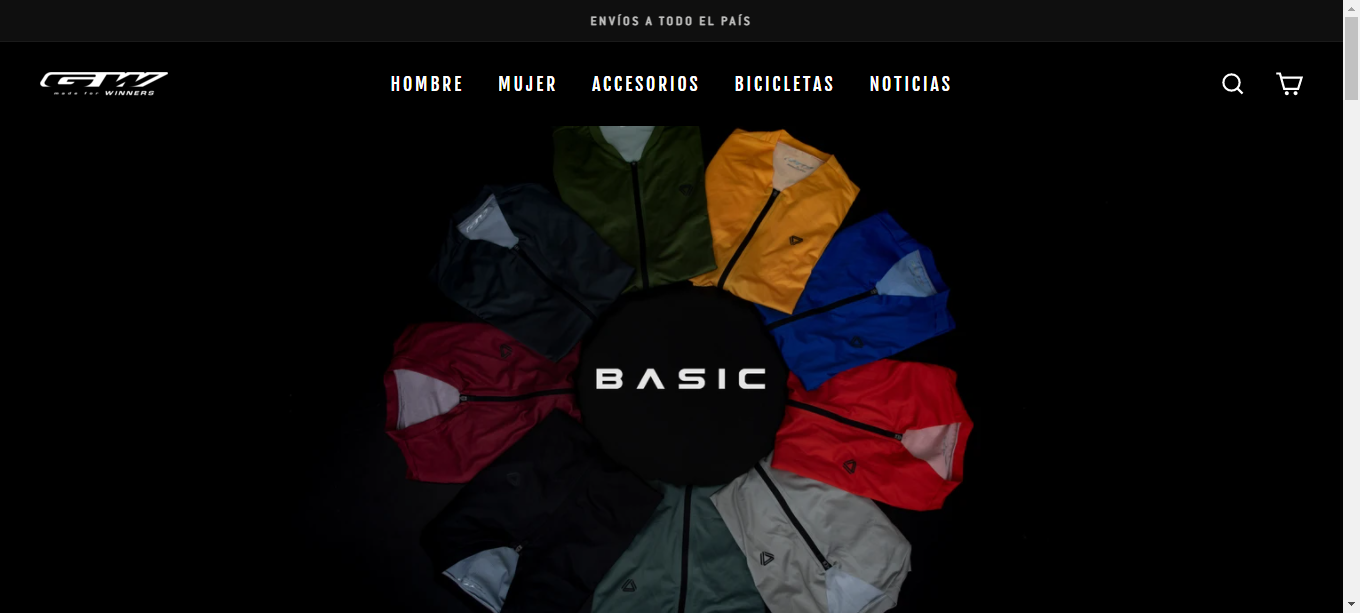 ENVÍOS A TODO EL PAÍS
GW
made for WINNERS
HOMBRE MUJER ACCESORIOS BICICLETAS NOTICIAS
BASIC